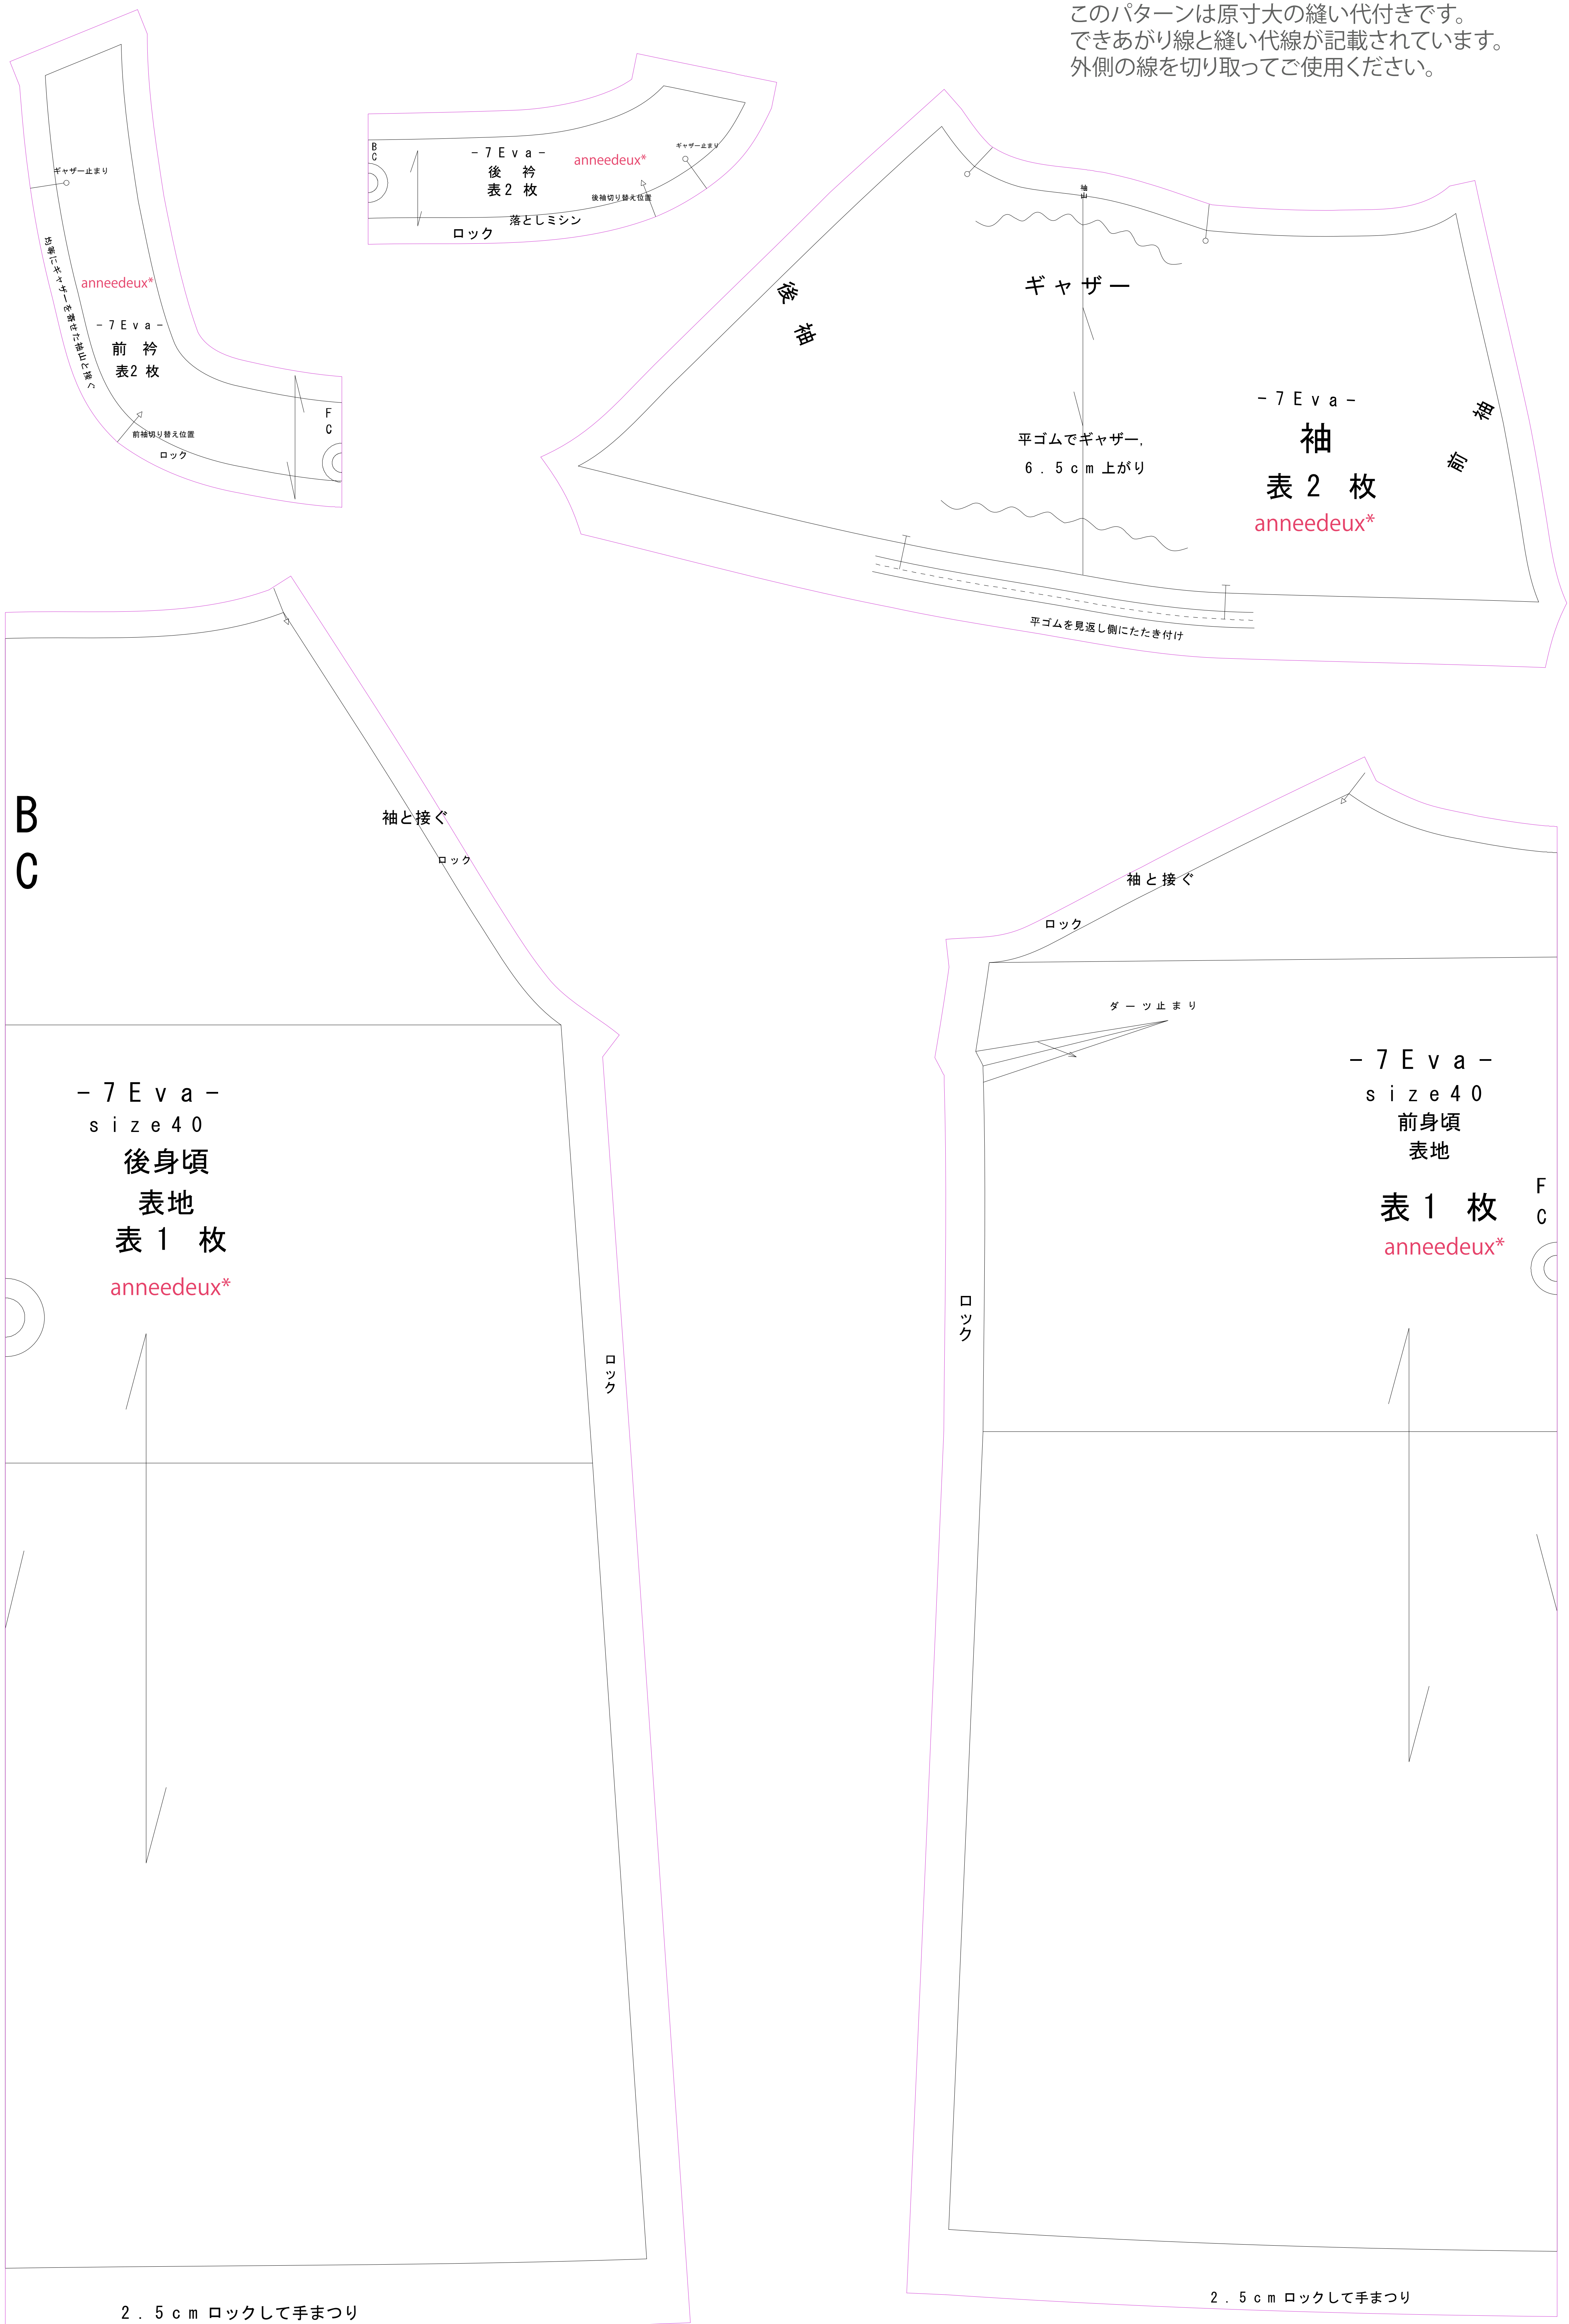 このパターンは原寸大の縫い代付きです。
できあがり線と縫い代線が記載されています。
外側の線を切り取ってご使用ください。
ギャザー止まり
均等にギャザーを寄せた袖山と接ぐ
anneedeux*
-7Eva-
前 衿
表2 枚
前袖切り替え位置
ロック
F
C
B
C
-7Eva-
後 衿
表2 枚
anneedeux*
ギャザー止まり
後袖切り替え位置
落としミシン
ロック
袖山
ギャザー
後袖
平ゴムでギャザー,
6.5cm上がり
-7Eva-
袖
表2 枚
anneedeux*
前袖
平ゴムを見返し側にたたき付け
B
C
袖と接ぐ
ロック
-7Eva-
size40
後身頃
表地
表1 枚
anneedeux*
ロック
2.5cmロックして手まつり
袖と接ぐ
ロック
ダーツ止まり
-7Eva-
size40
前身頃
表地
表1 枚
anneedeux*
F
C
ロック
2.5cmロックして手まつり